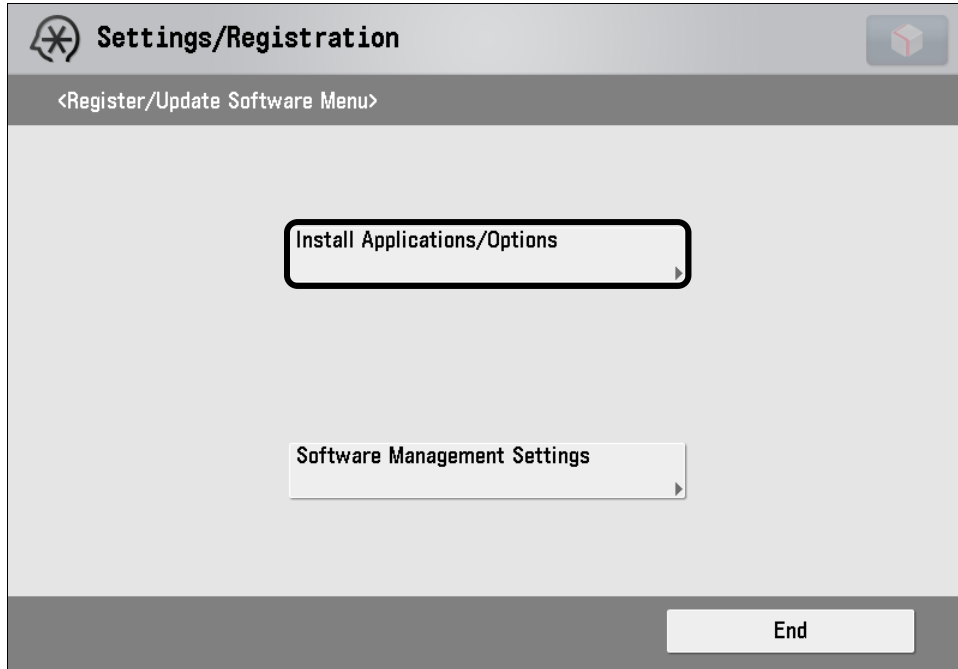 Settings/Registration
<Register/Update Software Menu>
Install Applications/Options
Software Management Settings
End